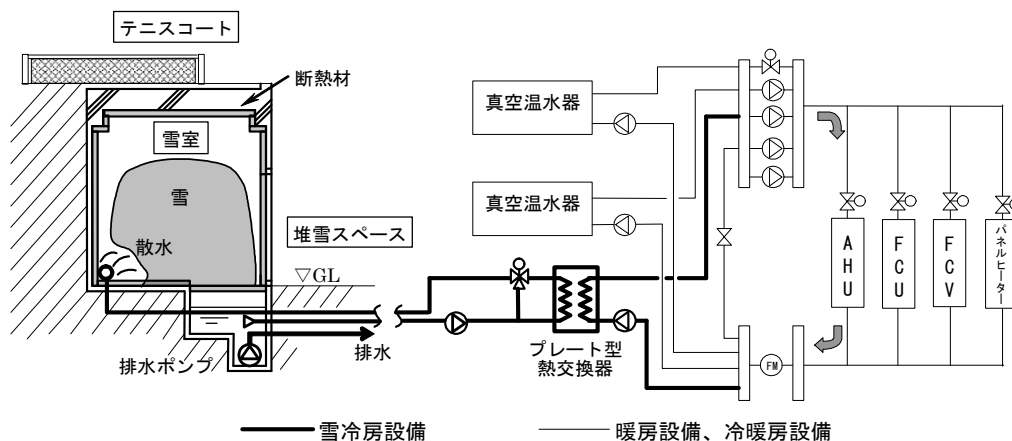 テニスコート
断熱材
雪室
雪
散水
堆雪スペース
▽GL
排水ポンプ
排水
プレート型
熱交換器
真空温水器
真空温水器
AHU
FCU
FCV
パネルヒーター
FM
雪冷房設備
暖房設備、冷暖房設備